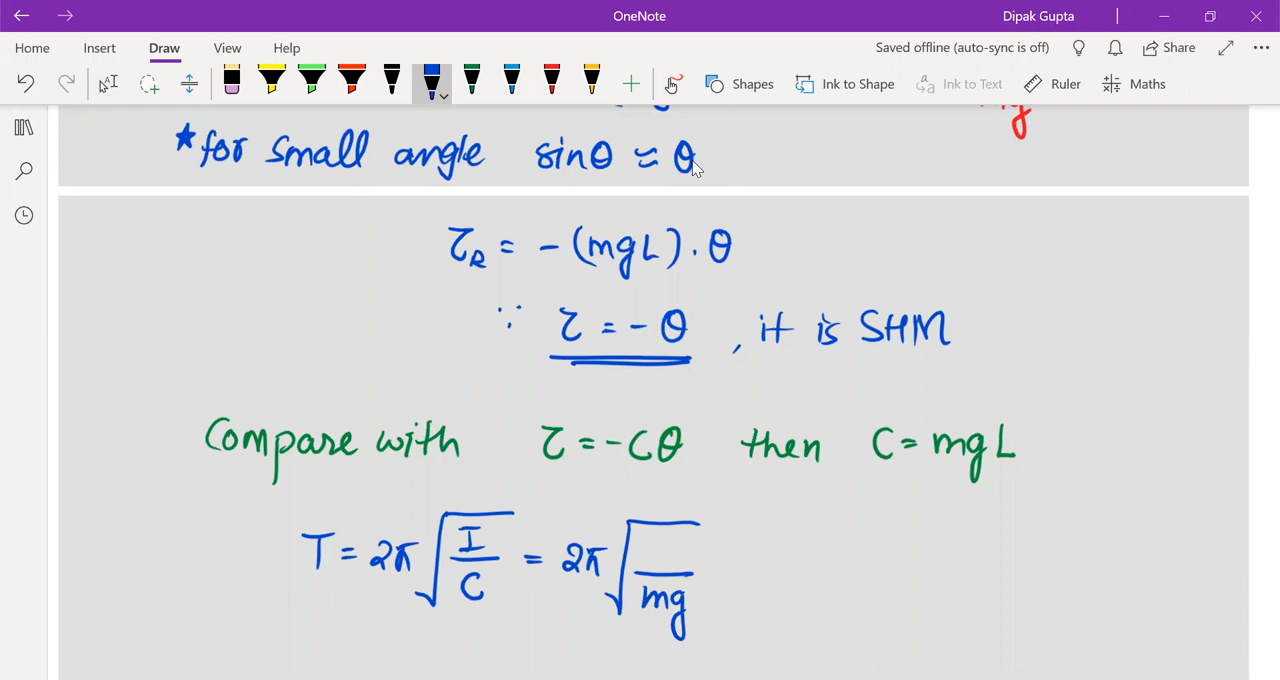 OneNote
Dipak Gupta
Home Insert Draw View Help
Saved offline (auto-sync is off)
Share
Shapes
Ink to Shape
Ink to Text
Ruler
Maths
mg
*for small angle sinθ ≈ θ
τ_R = -(mgL).θ
∵ τ = -θ , it is SHM
Compare with τ = -Cθ then C = mgL
T = 2π√(I/C) = 2π√( /mg)